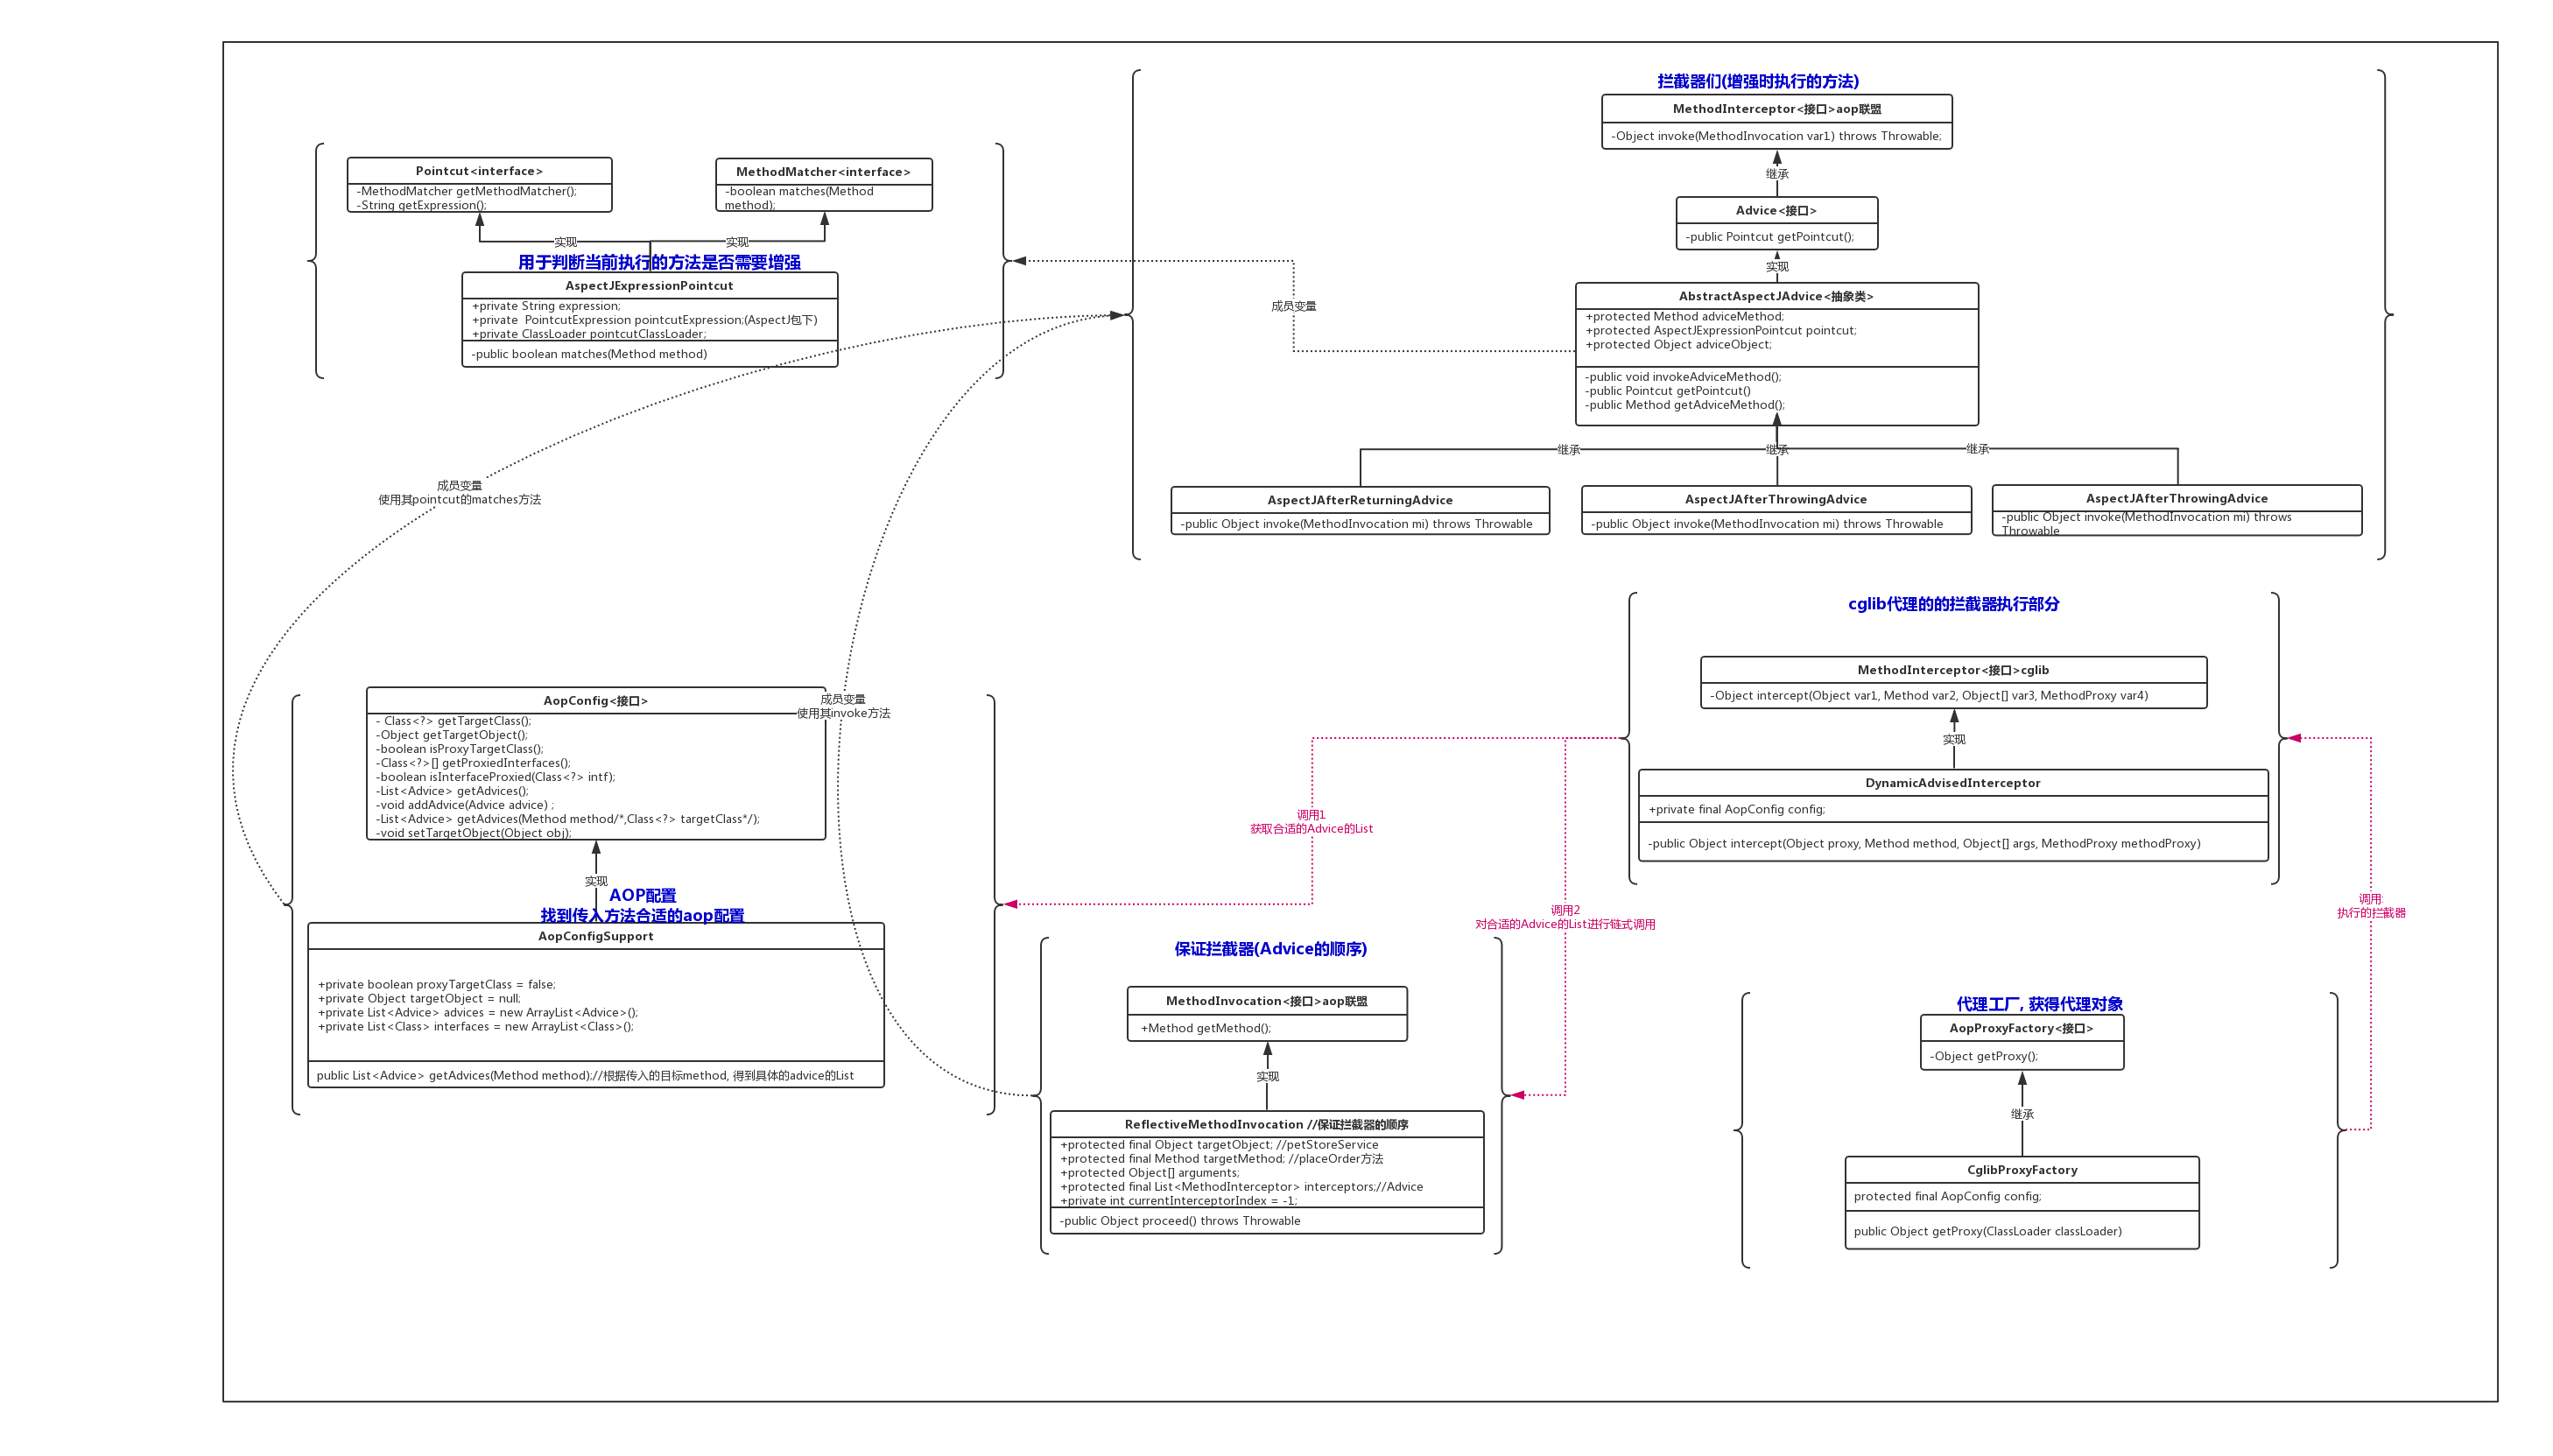 拦截器们(增强时执行的方法)
MethodInterceptor<接口>aop联盟
-Object invoke(MethodInvocation var1) throws Throwable;
继承
Advice<接口>
-public Pointcut getPointcut();
实现
AbstractAspectJAdvice<抽象类>
+protected Method adviceMethod;
+protected AspectJExpressionPointcut pointcut;
+protected Object adviceObject;
-public void invokeAdviceMethod();
-public Pointcut getPointcut()
-public Method getAdviceMethod();
继承
继承
继承
AspectJAfterReturningAdvice
-public Object invoke(MethodInvocation mi) throws Throwable
AspectJAfterThrowingAdvice
-public Object invoke(MethodInvocation mi) throws Throwable
AspectJAfterThrowingAdvice
-public Object invoke(MethodInvocation mi) throws
Throwable
Pointcut<interface>
-MethodMatcher getMethodMatcher();
-String getExpression();
MethodMatcher<interface>
-boolean matches(Method
method);
实现
实现
用于判断当前执行的方法是否需要增强
AspectJExpressionPointcut
+private String expression;
+private  PointcutExpression pointcutExpression;(AspectJ包下)
+private ClassLoader pointcutClassLoader;
-public boolean matches(Method method)
成员变量
成员变量
使用其pointcut的matches方法
成员变量
使用其invoke方法
AopConfig<接口>
- Class<?> getTargetClass();
-Object getTargetObject();
-boolean isProxyTargetClass();
-Class<?>[] getProxiedInterfaces();
-boolean isInterfaceProxied(Class<?> intf);
-List<Advice> getAdvices();
-void addAdvice(Advice advice) ;
-List<Advice> getAdvices(Method method/*,Class<?> targetClass*/);
-void setTargetObject(Object obj);
实现
AOP配置
找到传入方法合适的aop配置
AopConfigSupport
+private boolean proxyTargetClass = false;
+private Object targetObject = null;
+private List<Advice> advices = new ArrayList<Advice>();
+private List<Class> interfaces = new ArrayList<Class>();
public List<Advice> getAdvices(Method method);//根据传入的目标method, 得到具体的advice的List
cglib代理的的拦截器执行部分
MethodInterceptor<接口>cglib
-Object intercept(Object var1, Method var2, Object[] var3, MethodProxy var4)
实现
DynamicAdvisedInterceptor
+private final AopConfig config;
-public Object intercept(Object proxy, Method method, Object[] args, MethodProxy methodProxy)
调用1
获取合适的Advice的List
调用2
对合适的Advice的List进行链式调用
调用:
执行的拦截器
保证拦截器(Advice的顺序)
MethodInvocation<接口>aop联盟
+Method getMethod();
实现
ReflectiveMethodInvocation //保证拦截器的顺序
+protected final Object targetObject; //petStoreService
+protected final Method targetMethod; //placeOrder方法
+protected Object[] arguments;
+protected final List<MethodInterceptor> interceptors;//Advice
+private int currentInterceptorIndex = -1;
-public Object proceed() throws Throwable
代理工厂, 获得代理对象
AopProxyFactory<接口>
-Object getProxy();
继承
CglibProxyFactory
protected final AopConfig config;
public Object getProxy(ClassLoader classLoader)